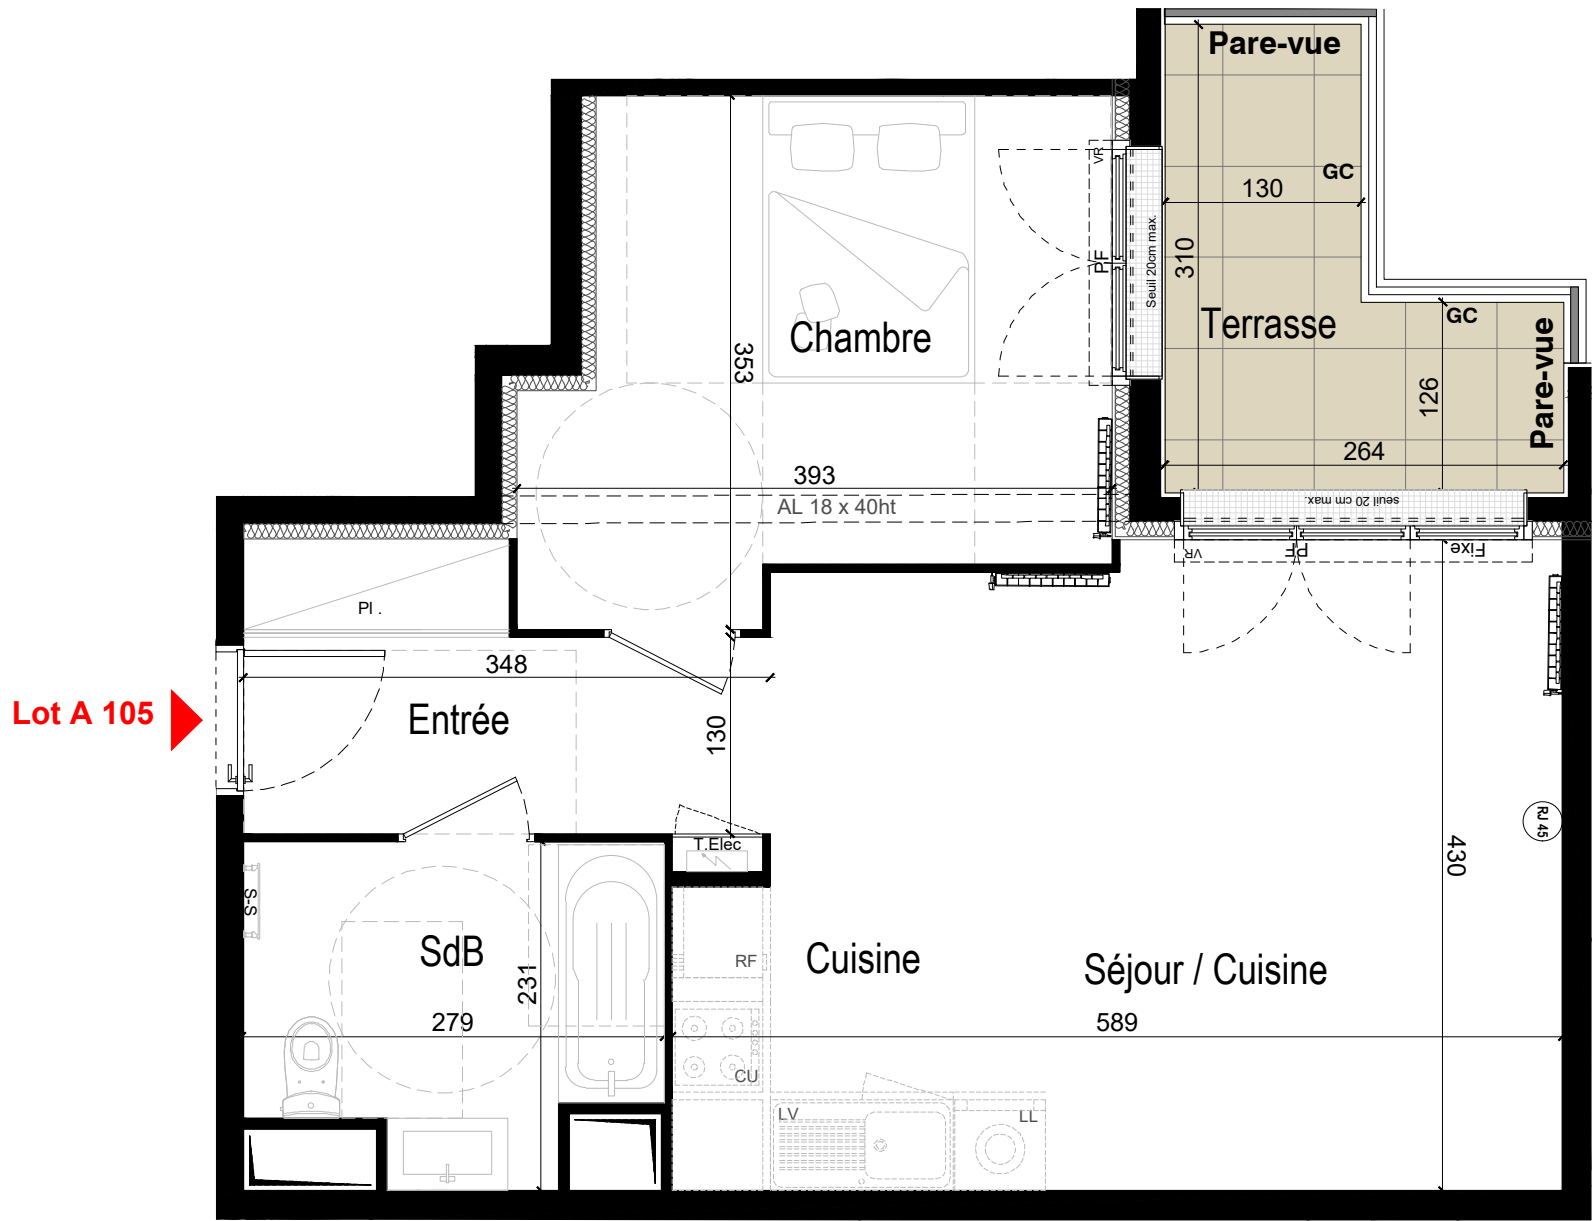 Pare-vue
GC
130
310
VR
PF
Seuil 20cm max.
Chambre
Terrasse
GC
Pare-vue
353
126
264
393
AL 18 x 40ht
seuil 20 cm max.
VR
PF
Fixe
Pl .
348
Lot A 105
Entrée
130
RJ 45
T.Elec
430
S-S
SdB
231
RF
Cuisine
Séjour / Cuisine
279
589
CU
LV
LL